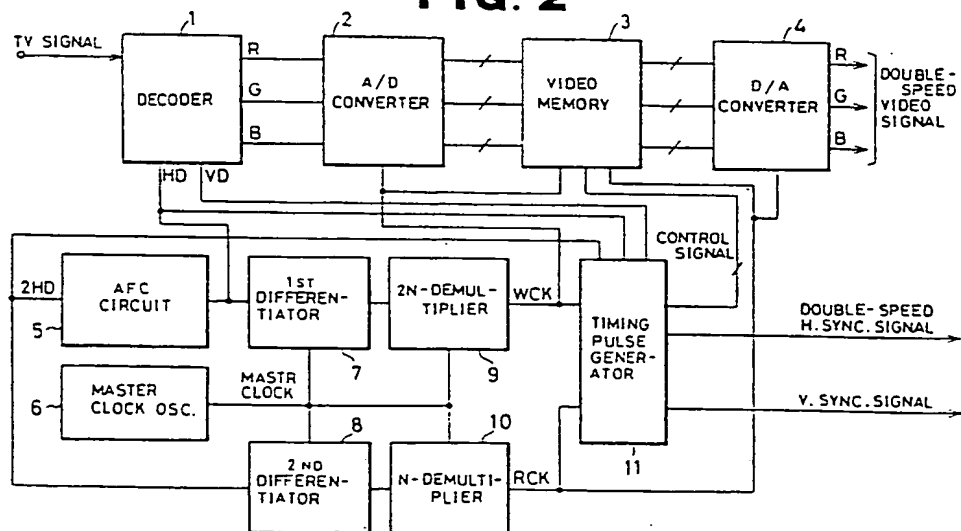 FIG. 2
1
2
3
4
TV SIGNAL
DECODER
R
G
B
A/D
CONVERTER
VIDEO
MEMORY
D/A
CONVERTER
R
G
B
DOUBLE-
SPEED
VIDEO
SIGNAL
HD
VD
CONTROL
SIGNAL
2HD
AFC
CIRCUIT
5
1ST
DIFFEREN-
TIATOR
7
2N-DEMUL-
TIPLIER
9
WCK
TIMING
PULSE
GENER-
ATOR
11
DOUBLE-SPEED
H.SYNC.SIGNAL
V.SYNC.SIGNAL
6
MASTER
CLOCK OSC.
MASTR
CLOCK
8
2ND
DIFFEREN-
TIATOR
10
N-DEMULTI-
PLIER
RCK